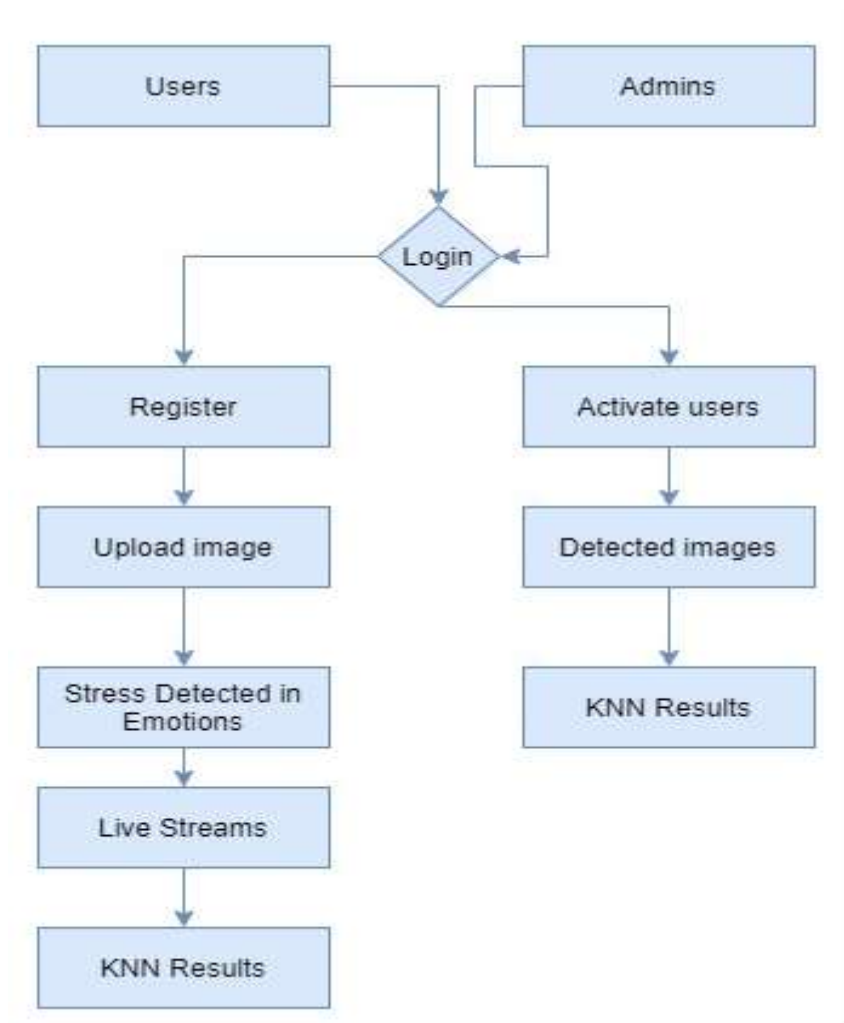 Users
Admins
Login
Register
Activate users
Upload image
Detected images
Stress Detected in
Emotions
KNN Results
Live Streams
KNN Results